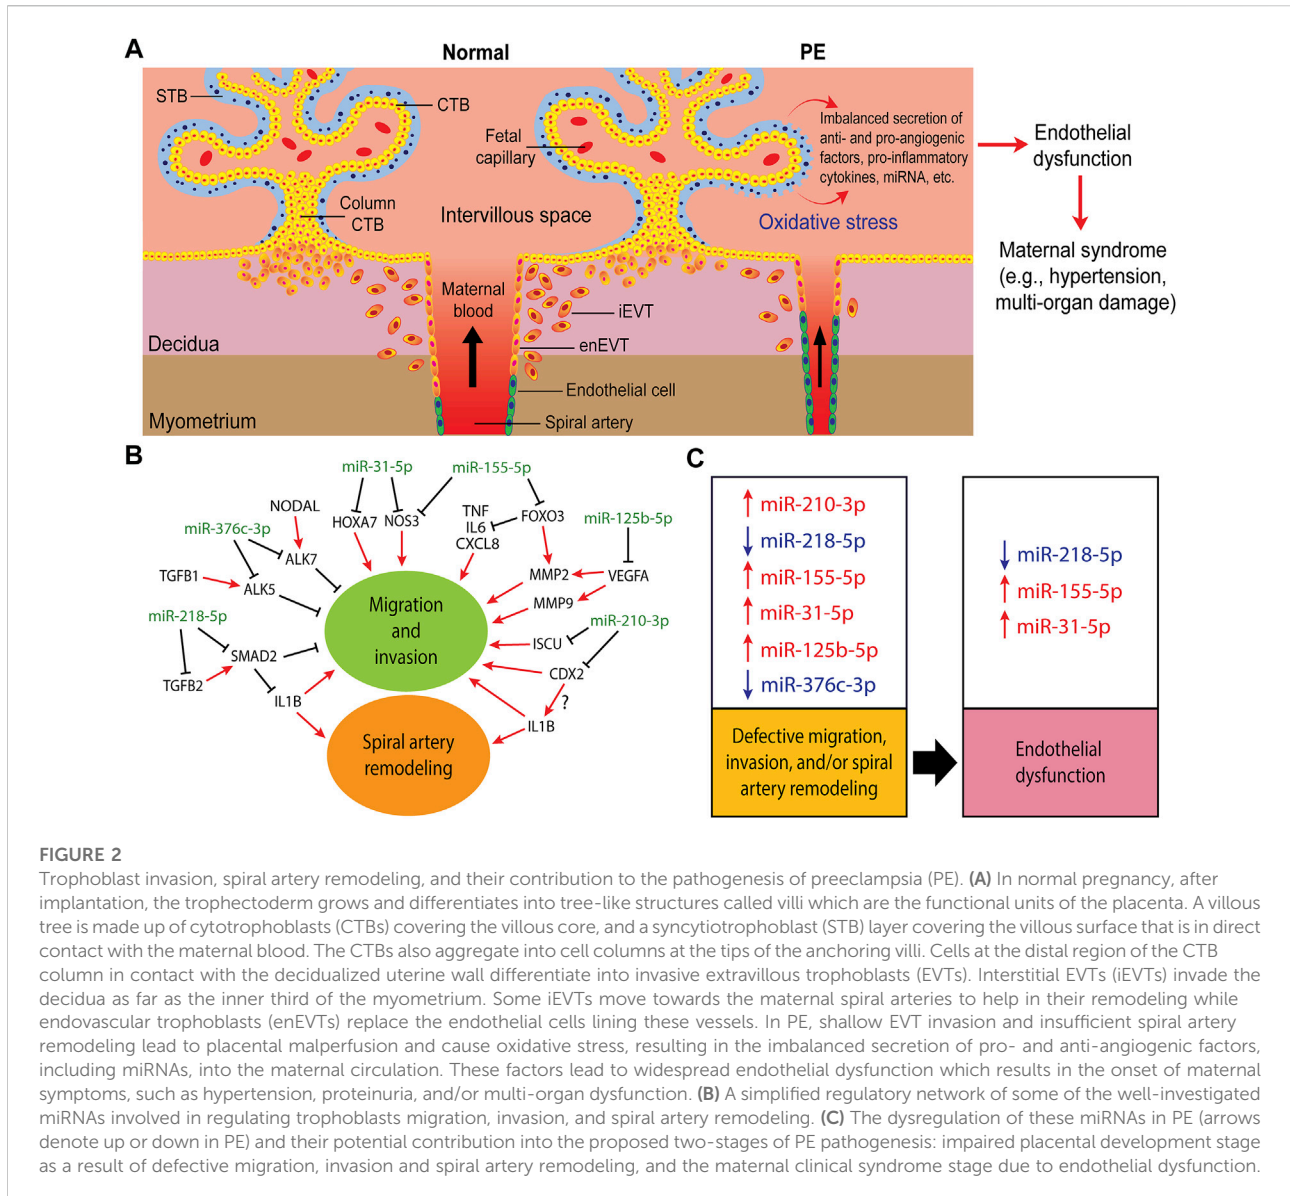 A
Normal
PE
STB
CTB
Fetal
capillary
Column
CTB
Intervillous space
Imbalanced secretion of
anti- and pro-angiogenic
factors, pro-inflammatory
cytokines, miRNA, etc.
Oxidative stress
Endothelial
dysfunction
Maternal syndrome
(e.g., hypertension,
multi-organ damage)
Maternal
blood
iEVT
enEVT
Decidua
Endothelial cell
Myometrium
Spiral artery
B
miR-31-5p
miR-155-5p
NODAL
miR-376c-3p
HOXA7
NOS3
TNF
IL6
CXCL8
FOXO3
miR-125b-5p
ALK7
TGFB1
ALK5
MMP2
VEGFA
MMP9
miR-218-5p
Migration
and
invasion
miR-210-3p
SMAD2
ISCU
TGFB2
CDX2
IL1B
?
IL1B
Spiral artery
remodeling
C
miR-210-3p
miR-218-5p
miR-155-5p
miR-31-5p
miR-125b-5p
miR-376c-3p
Defective migration,
invasion, and/or spiral
artery remodeling
miR-218-5p
miR-155-5p
miR-31-5p
Endothelial
dysfunction
FIGURE 2
Trophoblast invasion, spiral artery remodeling, and their contribution to the pathogenesis of preeclampsia (PE). (A) In normal pregnancy, after
implantation, the trophectoderm grows and differentiates into tree-like structures called villi which are the functional units of the placenta. A villous
tree is made up of cytotrophoblasts (CTBs) covering the villous core, and a syncytiotrophoblast (STB) layer covering the villous surface that is in direct
contact with the maternal blood. The CTBs also aggregate into cell columns at the tips of the anchoring villi. Cells at the distal region of the CTB
column in contact with the decidualized uterine wall differentiate into invasive extravillous trophoblasts (EVTs). Interstitial EVTs (iEVTs) invade the
decidua as far as the inner third of the myometrium. Some iEVTs move towards the maternal spiral arteries to help in their remodeling while
endovascular trophoblasts (enEVTs) replace the endothelial cells lining these vessels. In PE, shallow EVT invasion and insufficient spiral artery
remodeling lead to placental malperfusion and cause oxidative stress, resulting in the imbalanced secretion of pro- and anti-angiogenic factors,
including miRNAs, into the maternal circulation. These factors lead to widespread endothelial dysfunction which results in the onset of maternal
symptoms, such as hypertension, proteinuria, and/or multi-organ dysfunction. (B) A simplified regulatory network of some of the well-investigated
miRNAs involved in regulating trophoblasts migration, invasion, and spiral artery remodeling. (C) The dysregulation of these miRNAs in PE (arrows
denote up or down in PE) and their potential contribution into the proposed two-stages of PE pathogenesis: impaired placental development stage
as a result of defective migration, invasion and spiral artery remodeling, and the maternal clinical syndrome stage due to endothelial dysfunction.